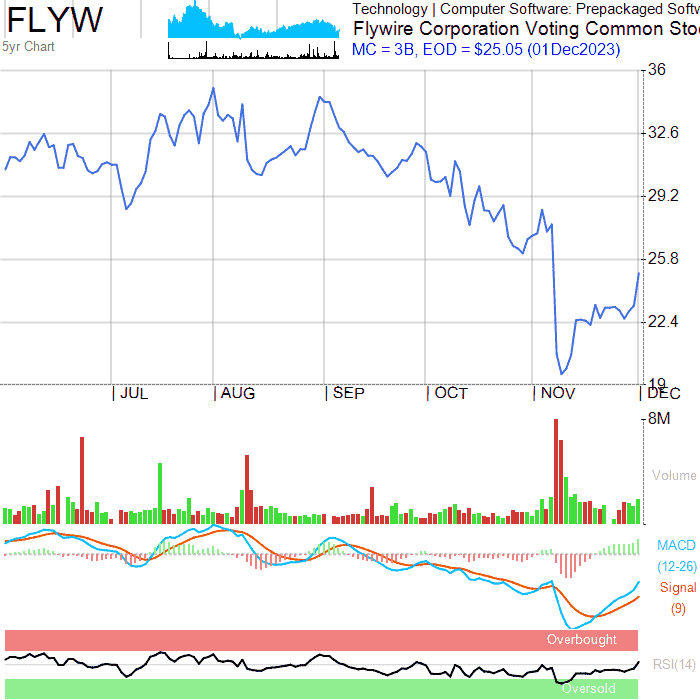 FLYW
5yr Chart
Technology | Computer Software: Prepackaged Softw
Flywire Corporation Voting Common Sto
MC = 3B, EOD = $25.05 (01Dec2023)
36
32.6
29.2
25.8
22.4
19
JUL AUG SEP OCT NOV DEC
8M
Volume
MACD
(12-26)
Signal
(9)
Overbought
RSI(14)
Oversold